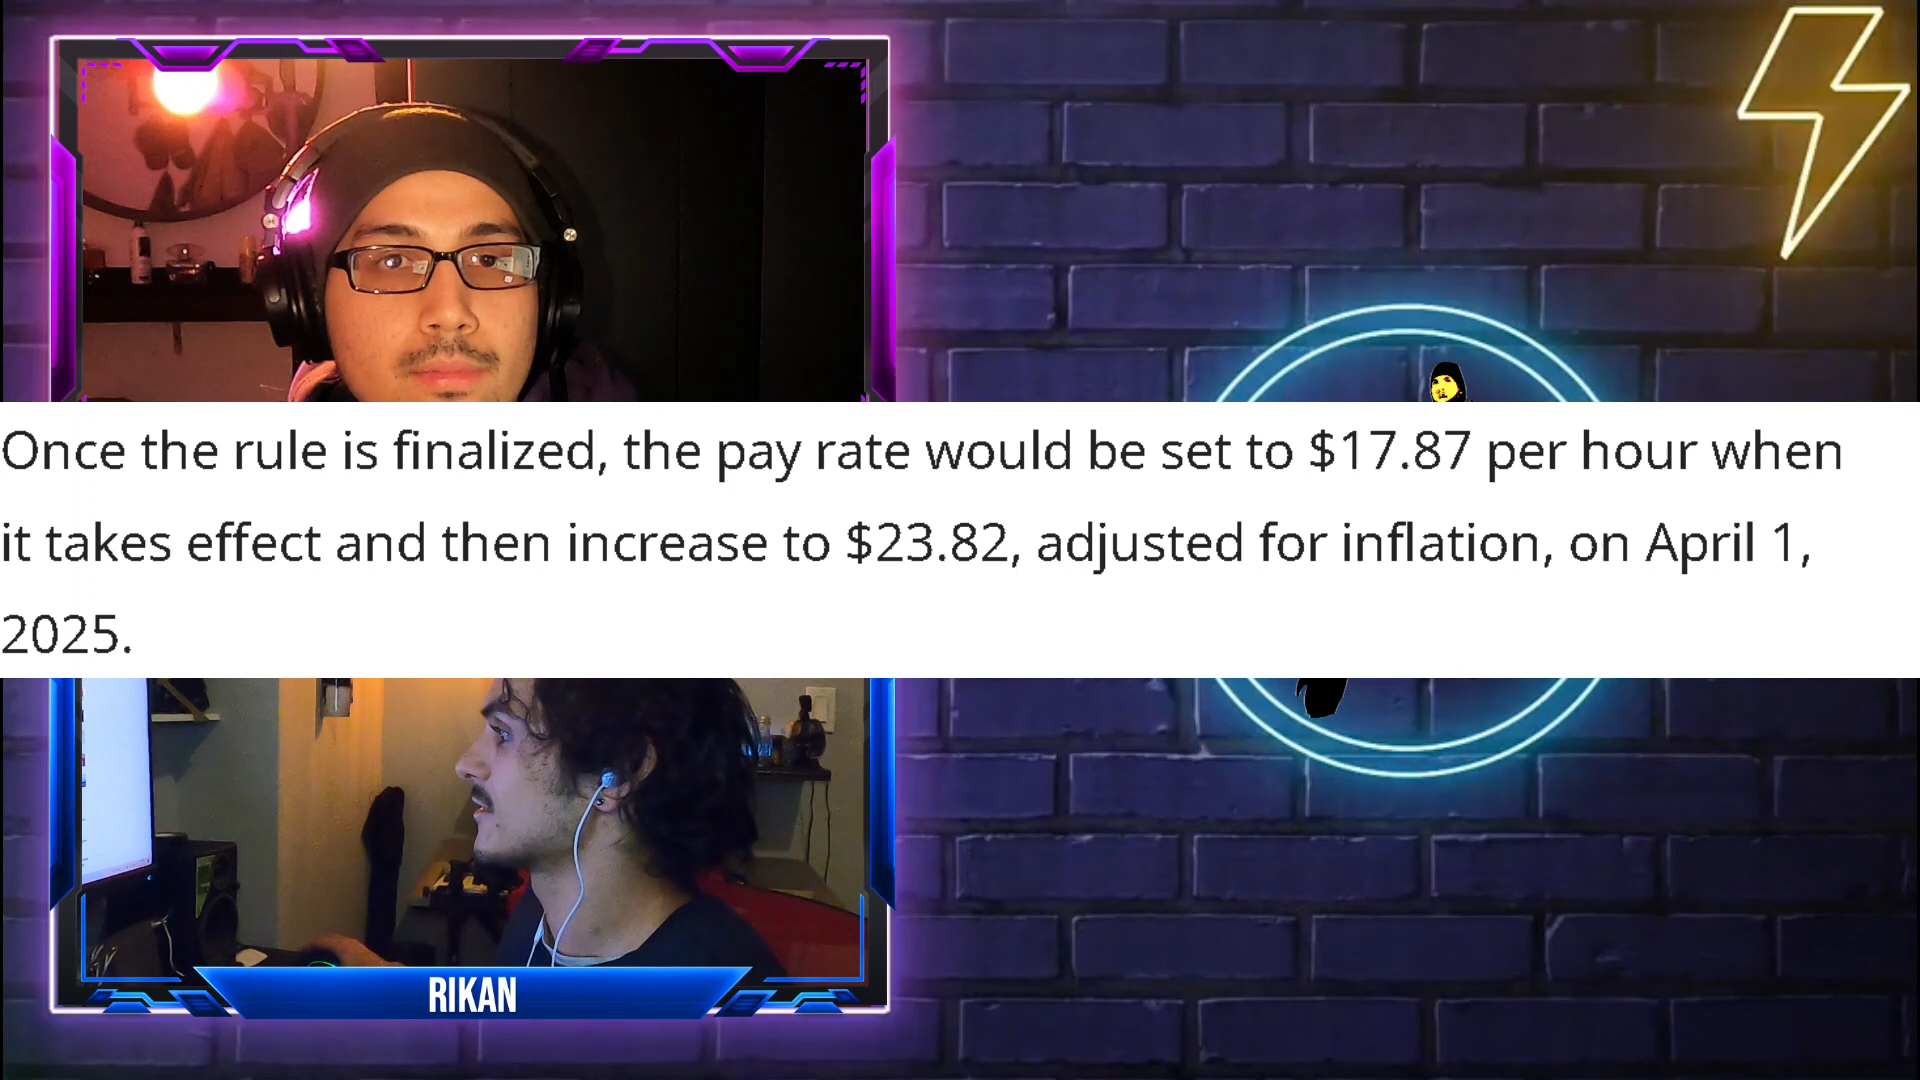 Once the rule is finalized, the pay rate would be set to $17.87 per hour when
it takes effect and then increase to $23.82, adjusted for inflation, on April 1,
2025.
RIKAN